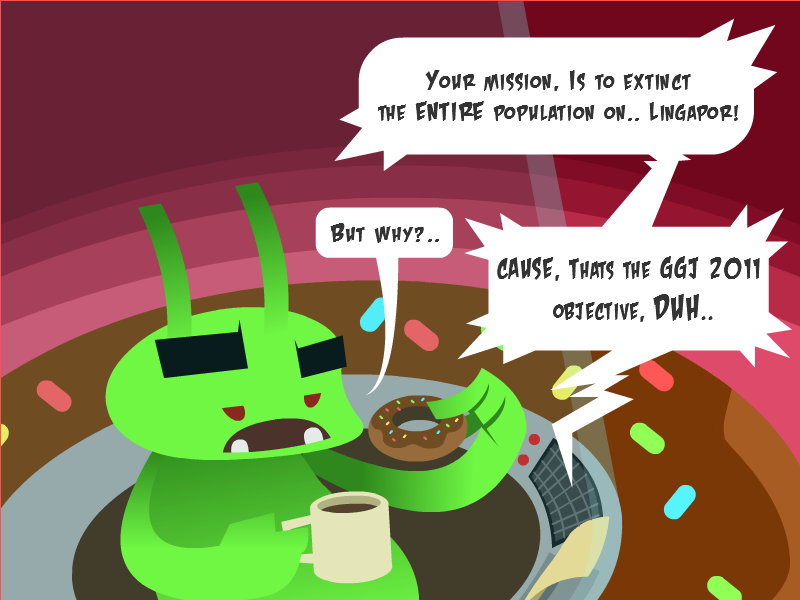 Your mission, Is to extinct
the ENTIRE population on.. Lingapor!
But why?..
CAUSE, Thats the GGJ 2011
objective, DUH..